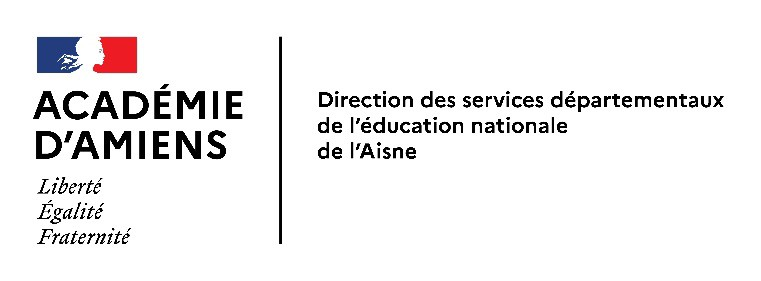 ACADÉMIE
D'AMIENS
Liberté
Égalité
Fraternité
Direction des services départementaux
de l'éducation nationale
de l'Aisne